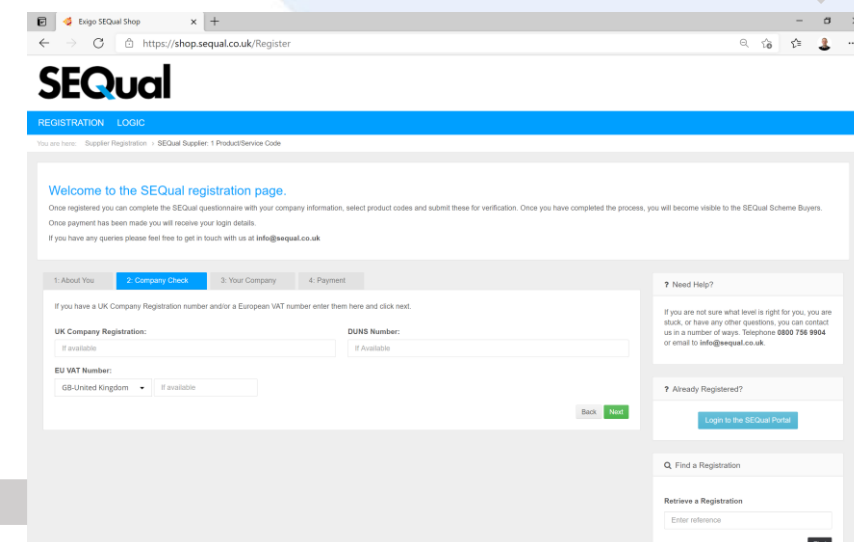 Exigo SEQual Shop
https://shop.sequal.co.uk/Register
SEQual
REGISTRATION LOGIC
You are here: Supplier Registration › SEQual Supplier: 1 Product/Service Code
Welcome to the SEQual registration page.
Once registered you can complete the SEQual questionnaire with your company information, select product codes and submit these for verification. Once you have completed the process, you will become visible to the SEQual Scheme Buyers.
Once payment has been made you will receive your login details.
If you have any queries please feel free to get in touch with us at info@sequal.co.uk
1: About You 2: Company Check 3: Your Company 4: Payment
If you have a UK Company Registration number and/or a European VAT number enter them here and click next.
UK Company Registration: DUNS Number:
If available If Available
EU VAT Number:
GB-United Kingdom If available
Back Next
? Need Help?
If you are not sure what level is right for you, you are
stuck, or have any other questions, you can contact
us in a number of ways. Telephone 0800 756 9904
or email to info@sequal.co.uk.
? Already Registered?
Login to the SEQual Portal
Find a Registration
Retrieve a Registration
Enter reference